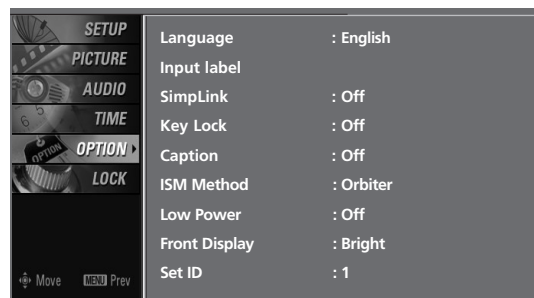 SETUP
PICTURE
AUDIO
TIME
OPTION
LOCK
Move MENU Prev
Language : English
Input label
SimpLink : Off
Key Lock : Off
Caption : Off
ISM Method : Orbiter
Low Power : Off
Front Display : Bright
Set ID : 1